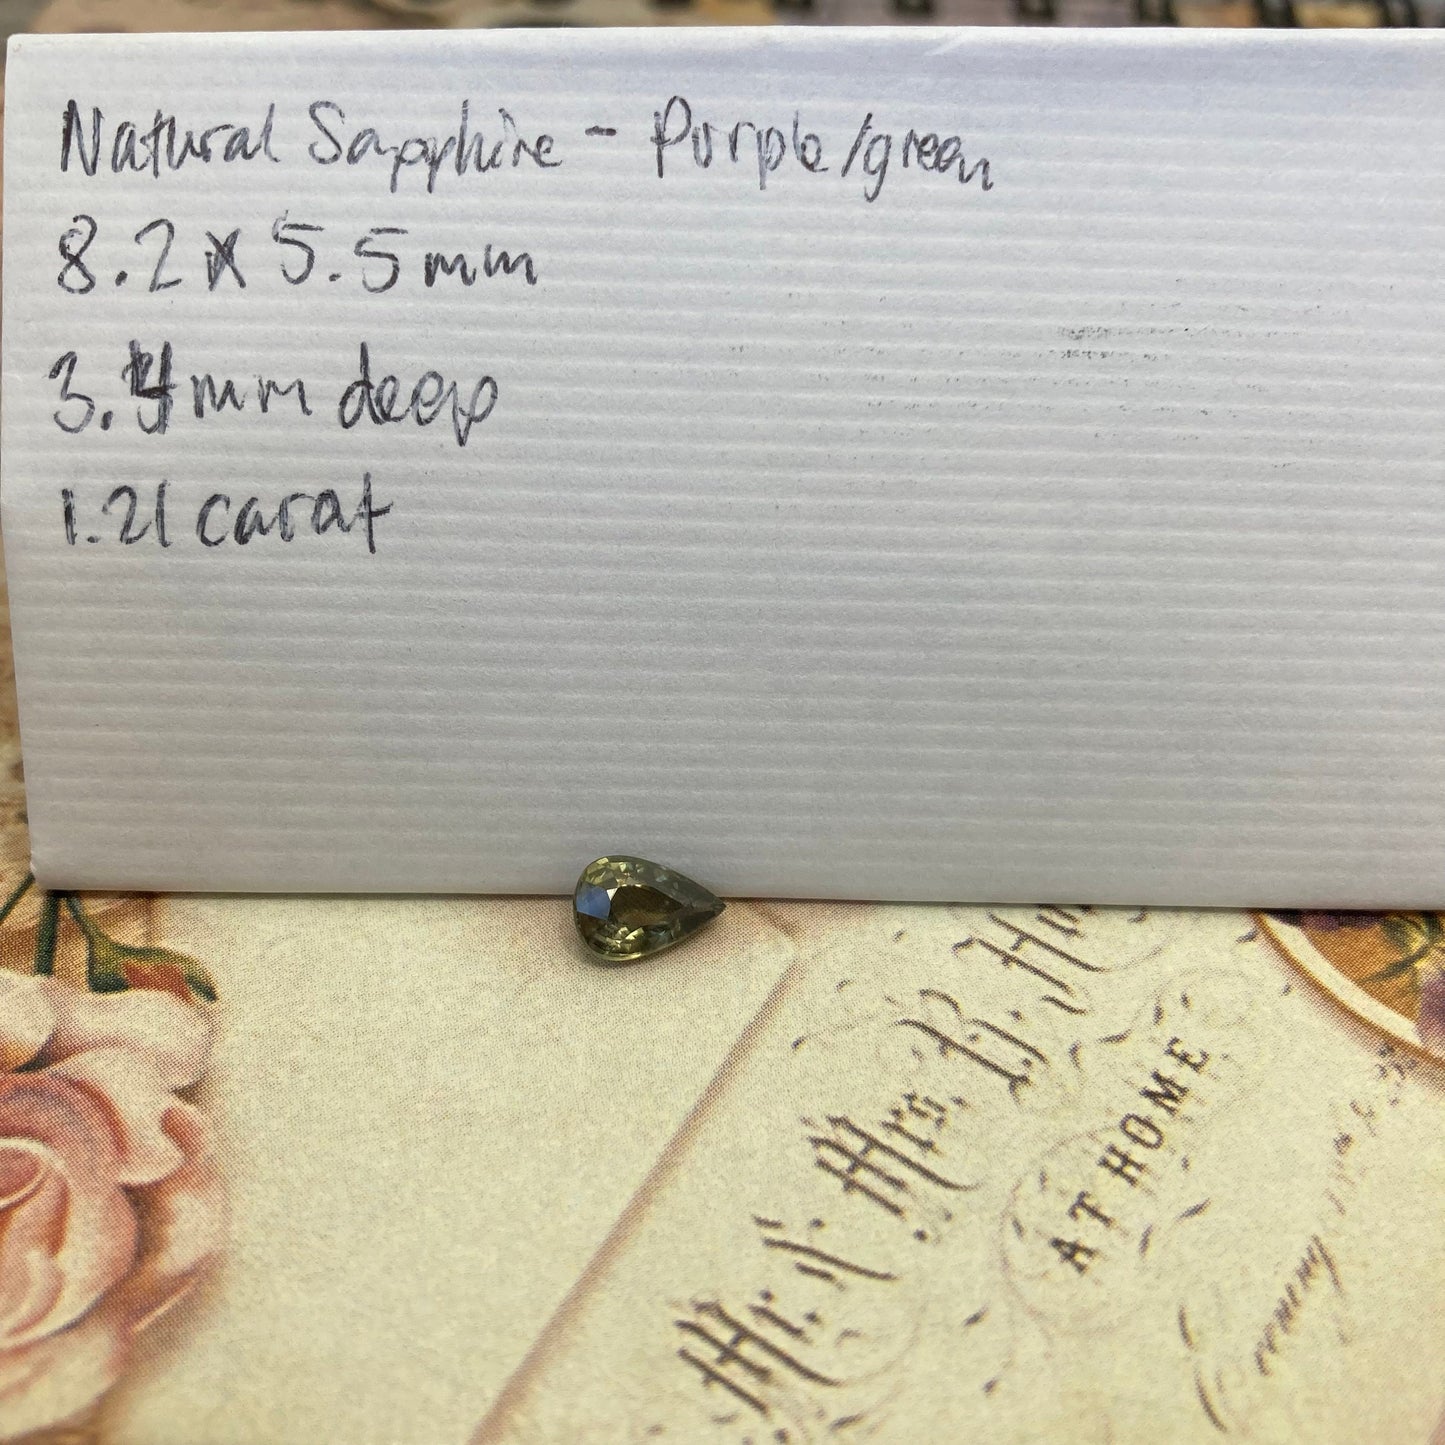 Natural Sapphire - Purple/green
8.2 x 5.5mm
3.4mm deep
1.21 carat
Mr. & Mrs. B.
AT HOME